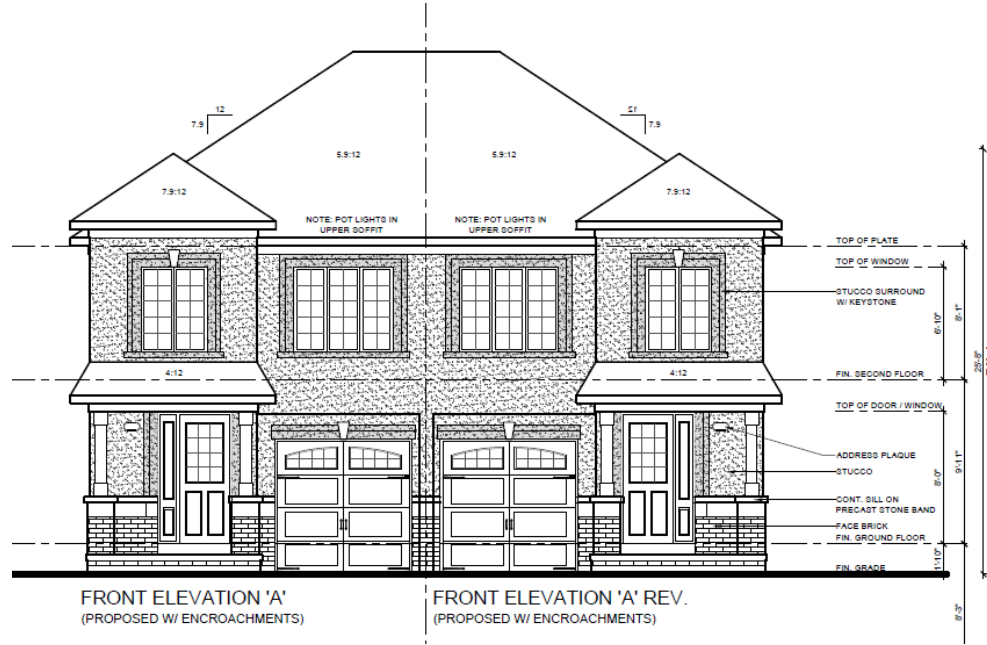 12
7.9
12
7.9
5.9:12
5.9:12
7.9:12
7.9:12
NOTE: POT LIGHTS IN
UPPER SOFFIT
NOTE: POT LIGHTS IN
UPPER SOFFIT
TOP OF PLATE
TOP OF WINDOW
STUCCO SURROUND
W/ KEYSTONE
6'-10"
8'-1"
4:12
4:12
FIN. SECOND FLOOR
TOP OF DOOR / WINDOW
ADDRESS PLAQUE
STUCCO
8'-0"
9'-11"
CONT. SILL ON
PRECAST STONE BAND
FACE BRICK
FIN. GROUND FLOOR
1'-10"
FIN. GRADE
FRONT ELEVATION 'A'
(PROPOSED W/ ENCROACHMENTS)
FRONT ELEVATION 'A' REV.
(PROPOSED W/ ENCROACHMENTS)